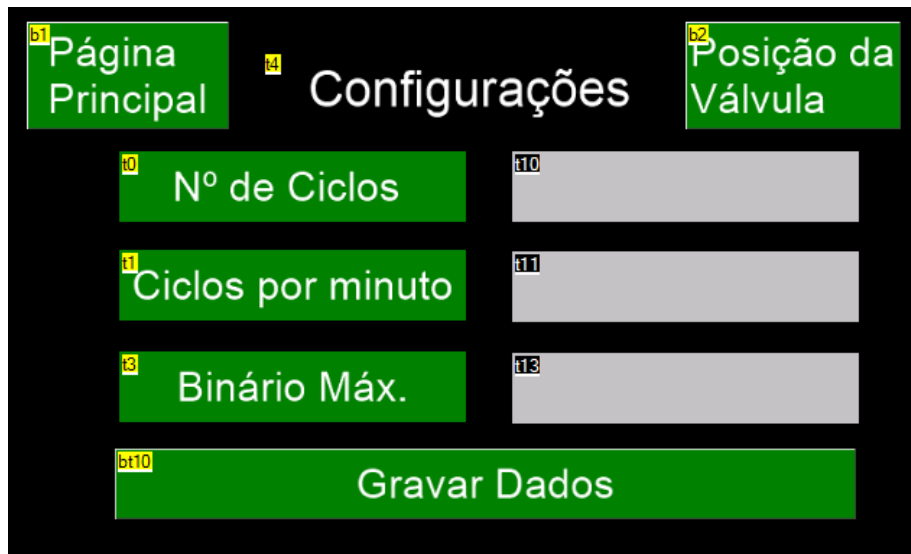 b1
Página
Principal
t4
Configurações
b2
Posição da
Válvula
t0
Nº de Ciclos
t10
t1
Ciclos por minuto
t11
t3
Binário Máx.
t13
bt10
Gravar Dados